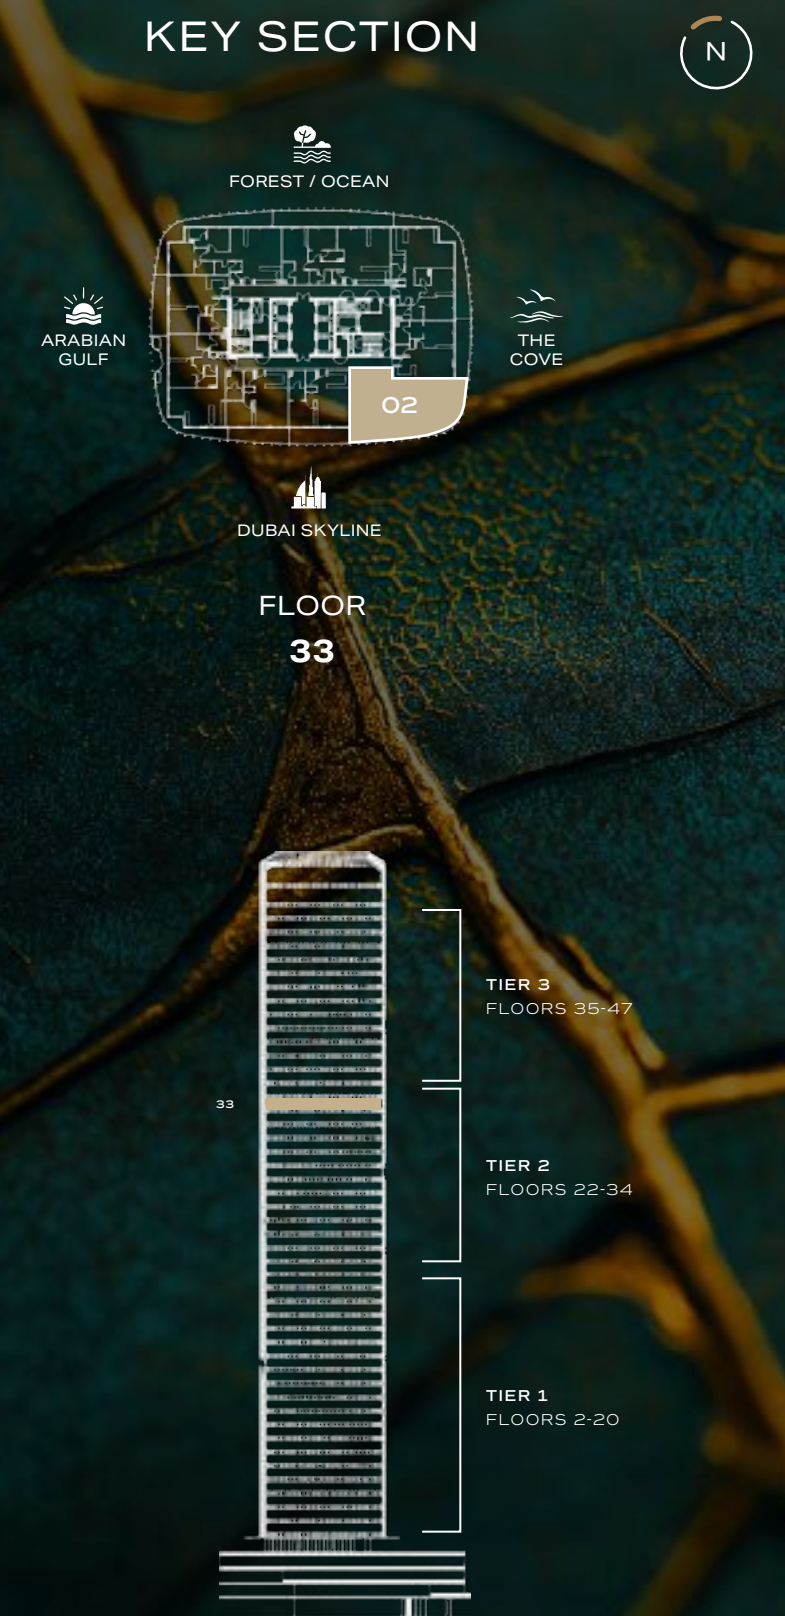 KEY SECTION
N
FOREST / OCEAN
ARABIAN
GULF
THE
COVE
02
DUBAI SKYLINE
FLOOR
33
TIER 3
FLOORS 35-47
33
TIER 2
FLOORS 22-34
TIER 1
FLOORS 2-20